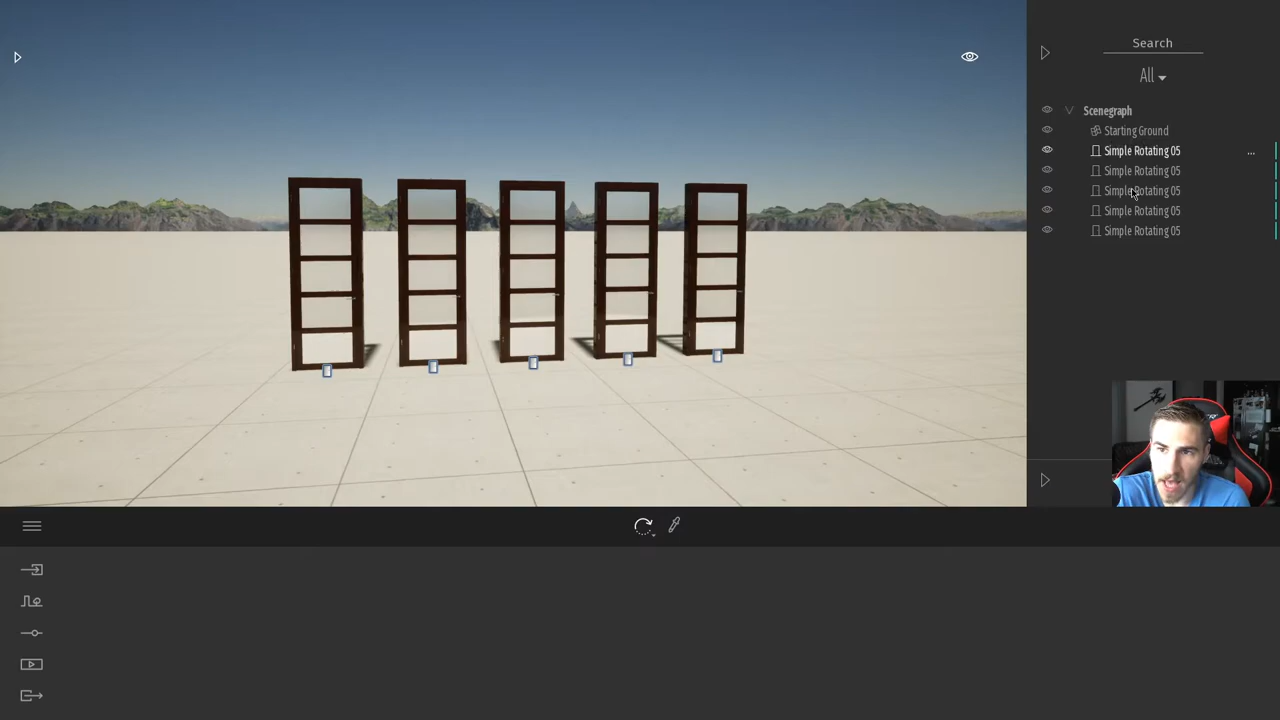 Search
All
Scenegraph
Starting Ground
Simple Rotating 05
...
Simple Rotating 05
Simple Rotating 05
Simple Rotating 05
Simple Rotating 05